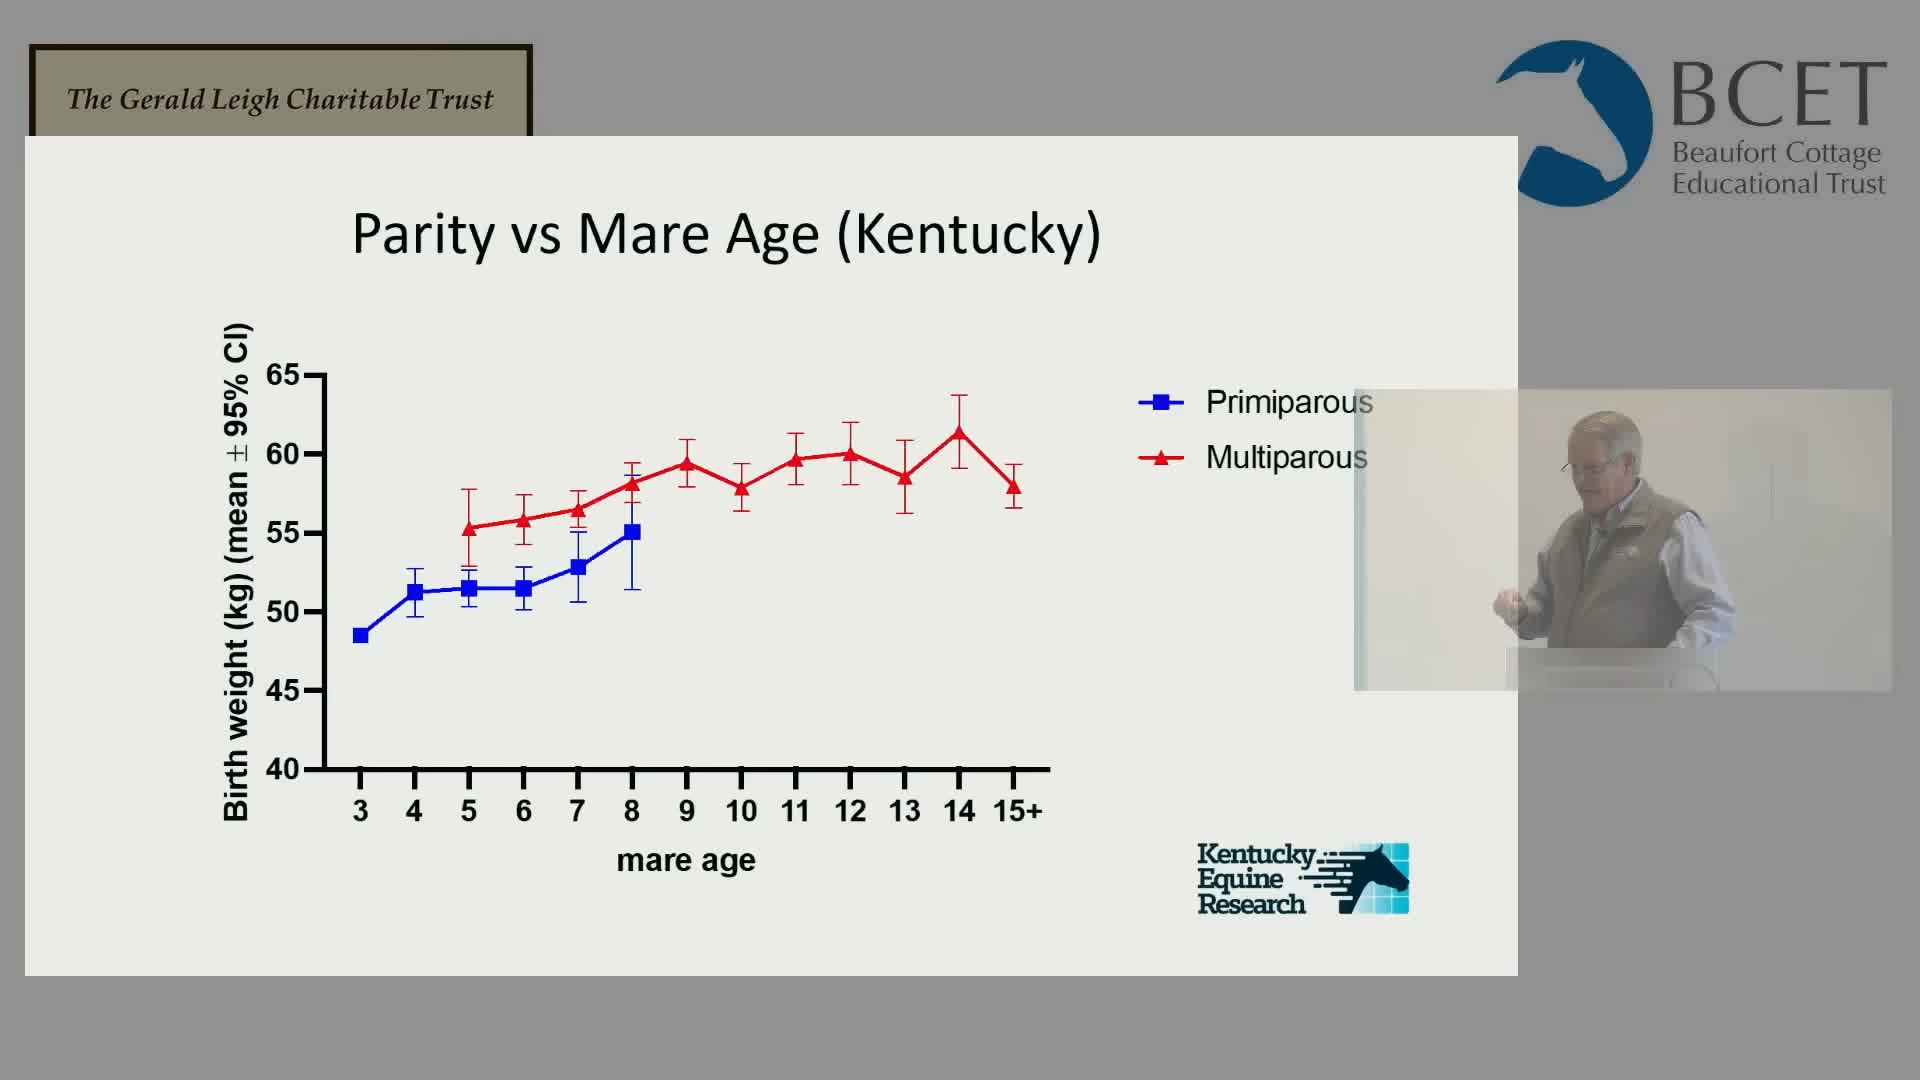 The Gerald Leigh Charitable Trust
BCET
Beaufort Cottage
Educational Trust
Parity vs Mare Age (Kentucky)
Birth weight (kg) (mean ± 95% CI)
65
60
55
50
45
40
3 4 5 6 7 8 9 10 11 12 13 14 15+
mare age
Primiparous
Multiparous
Kentucky
Equine
Research